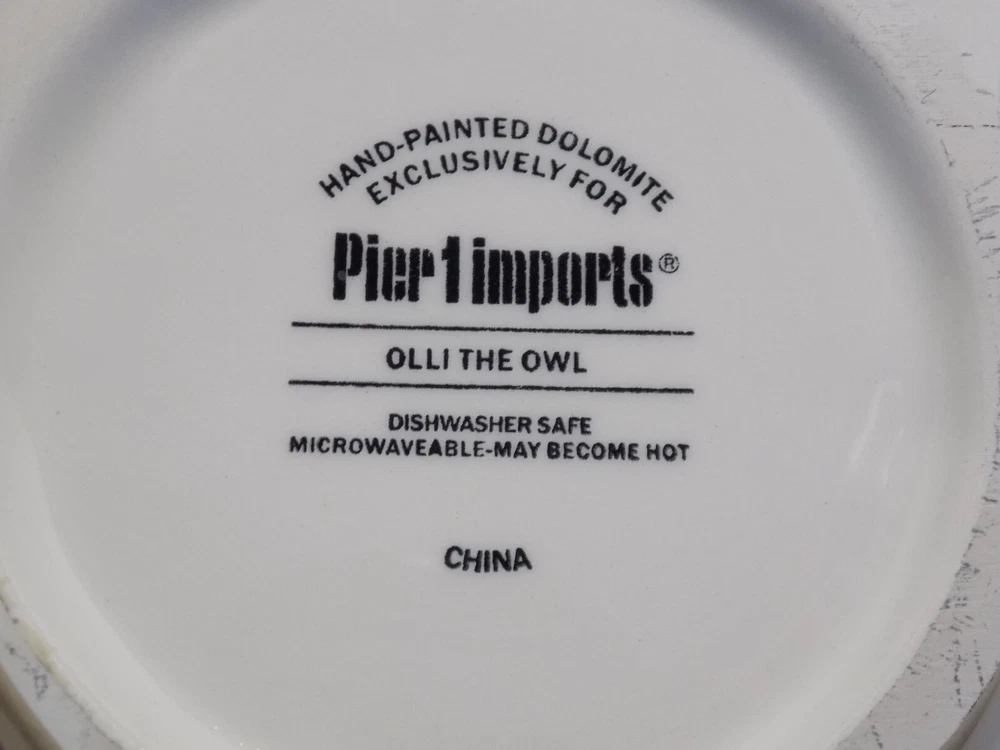 HAND-PAINTED DOLOMITE
EXCLUSIVELY FOR
Pier 1 imports®
OLLI THE OWL
DISHWASHER SAFE
MICROWAVEABLE-MAY BECOME HOT
CHINA